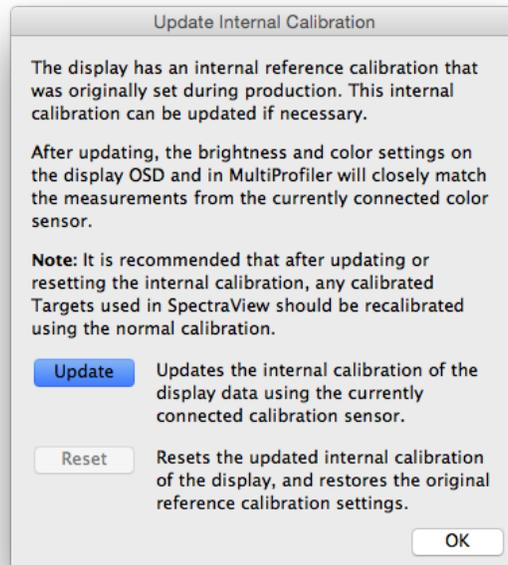 Update Internal Calibration
The display has an internal reference calibration that
was originally set during production. This internal
calibration can be updated if necessary.
After updating, the brightness and color settings on
the display OSD and in MultiProfiler will closely match
the measurements from the currently connected color
sensor.
Note: It is recommended that after updating or
resetting the internal calibration, any calibrated
Targets used in SpectraView should be recalibrated
using the normal calibration.
Update
Updates the internal calibration of the
display data using the currently
connected calibration sensor.
Reset
Resets the updated internal calibration
of the display, and restores the original
reference calibration settings.
OK